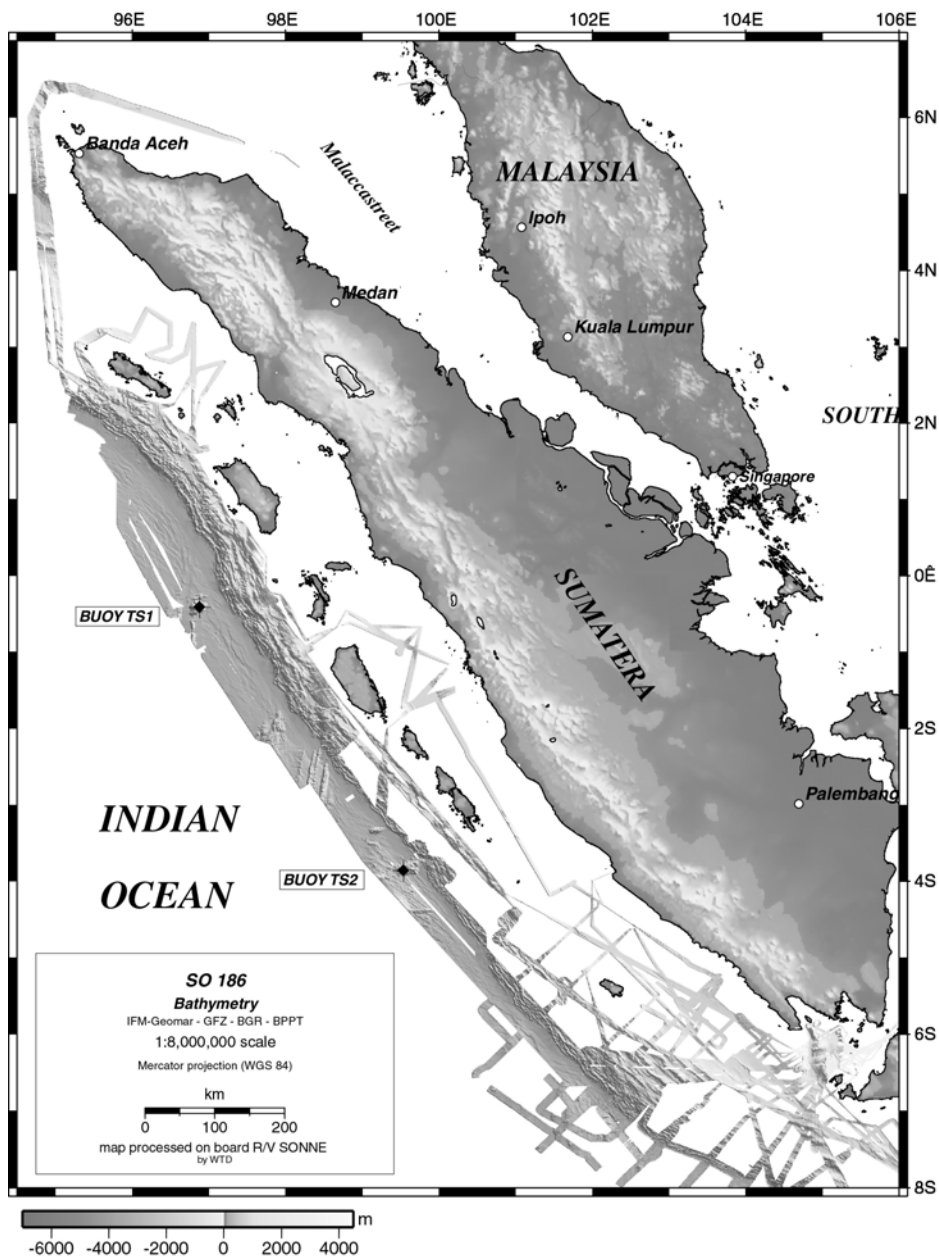 96E 98E 100E 102E 104E 106E
6N
Banda Aceh
Malaccastreet
MALAYSIA
Ipoh
4N
Medan
Kuala Lumpur
2N
SOUTH
Singapore
0E
BUOY TS1
SUMATERA
2S
Palembang
INDIAN
OCEAN
BUOY TS2
4S
SO 186
Bathymetry
IFM-Geomar - GFZ - BGR - BPPT
1:8,000,000 scale
Mercator projection (WGS 84)
km
0 100 200
map processed on board R/V SONNE
by WTD
6S
8S
m
-6000 -4000 -2000 0 2000 4000